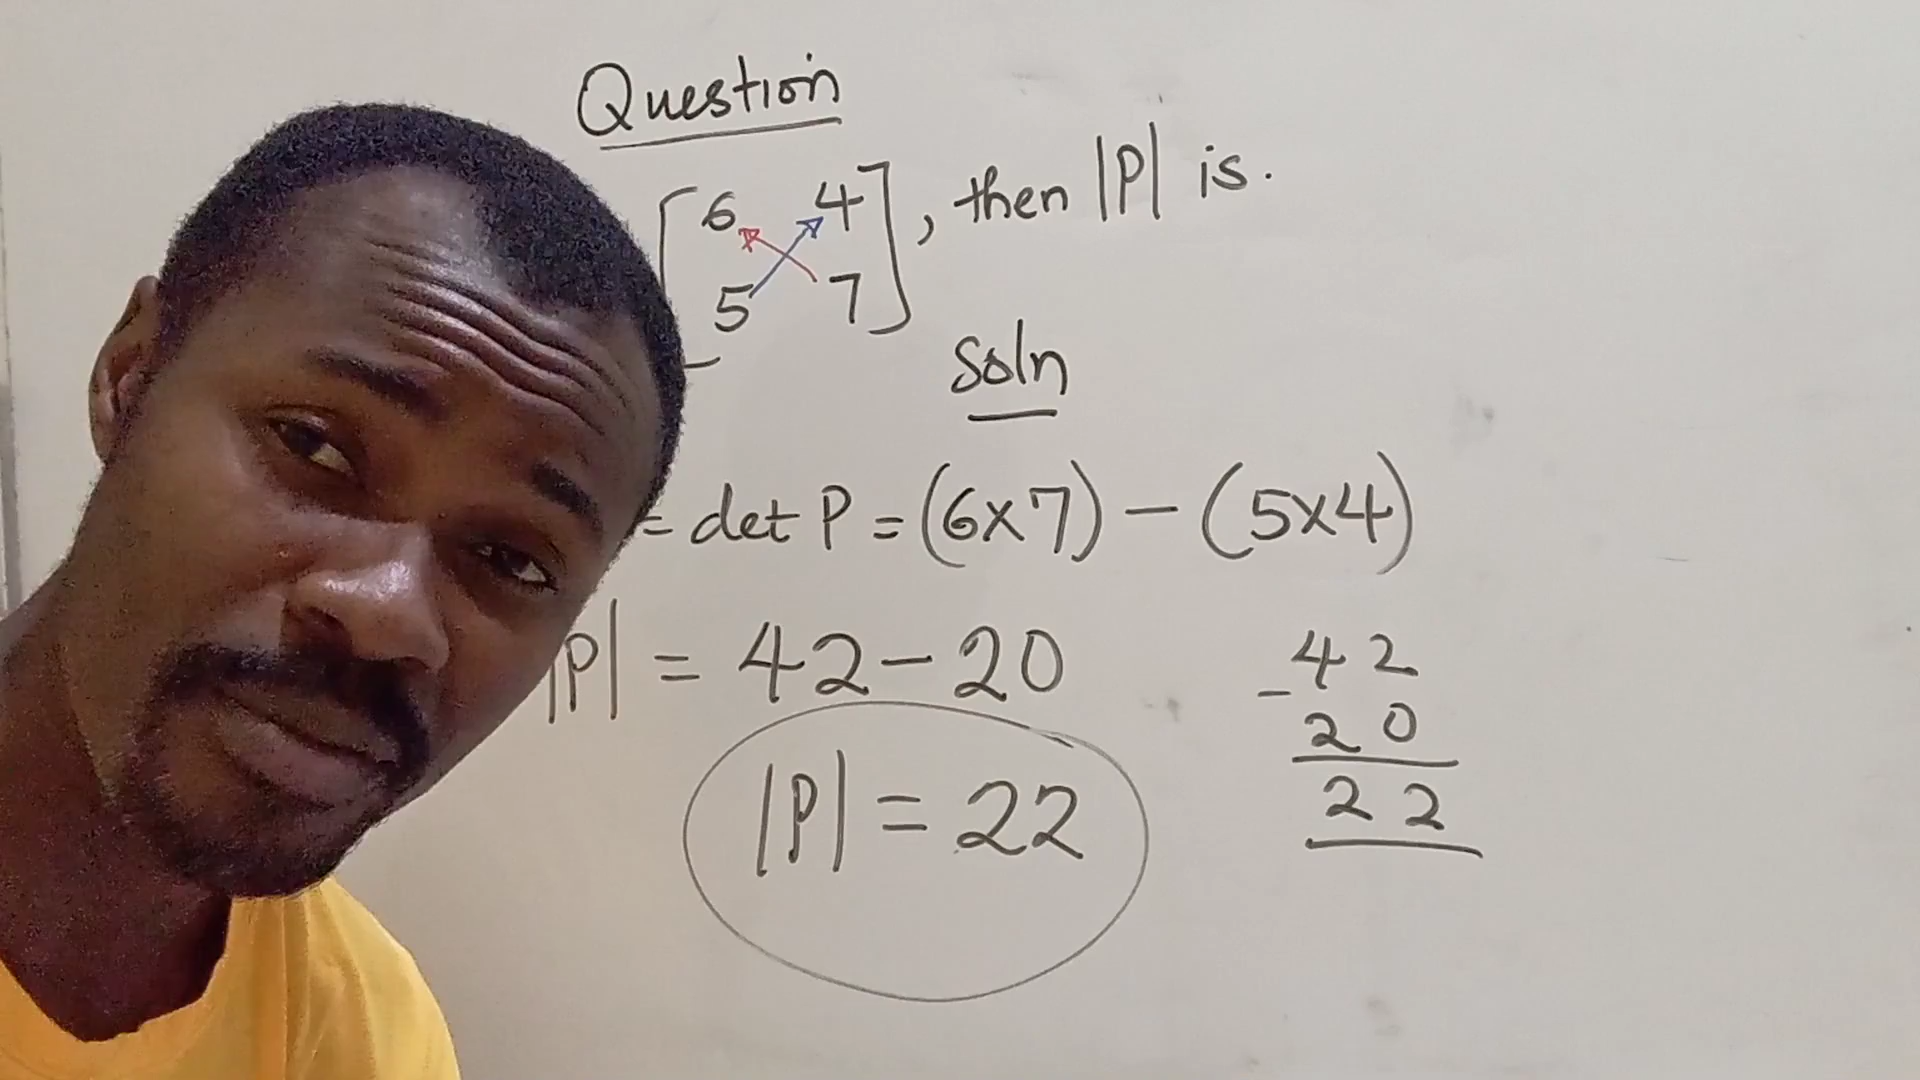 Question
[6 4], then |P| is.
5 7
Soln
= det P = (6x7) - (5x4)
|P| = 42 - 20
|P| = 22
42
- 20
22